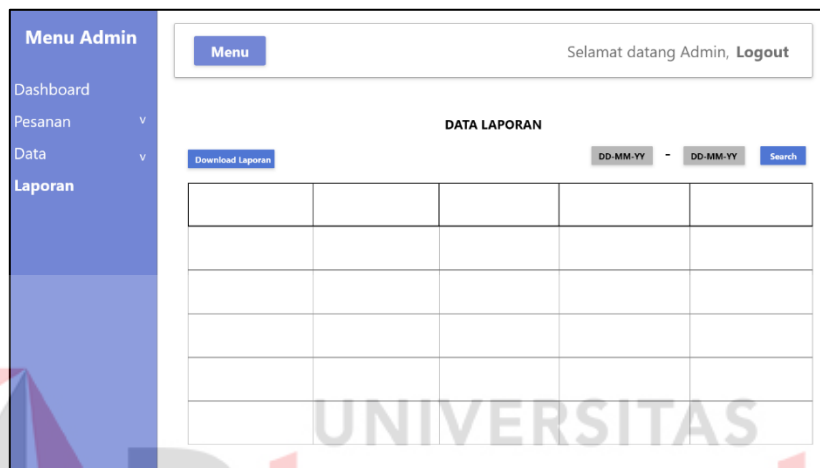 Menu Admin
Dashboard
Pesanan v
Data v
Laporan
Menu
Selamat datang Admin, Logout
DATA LAPORAN
Download Laporan
DD-MM-YY - DD-MM-YY Search
UNIVERSITAS